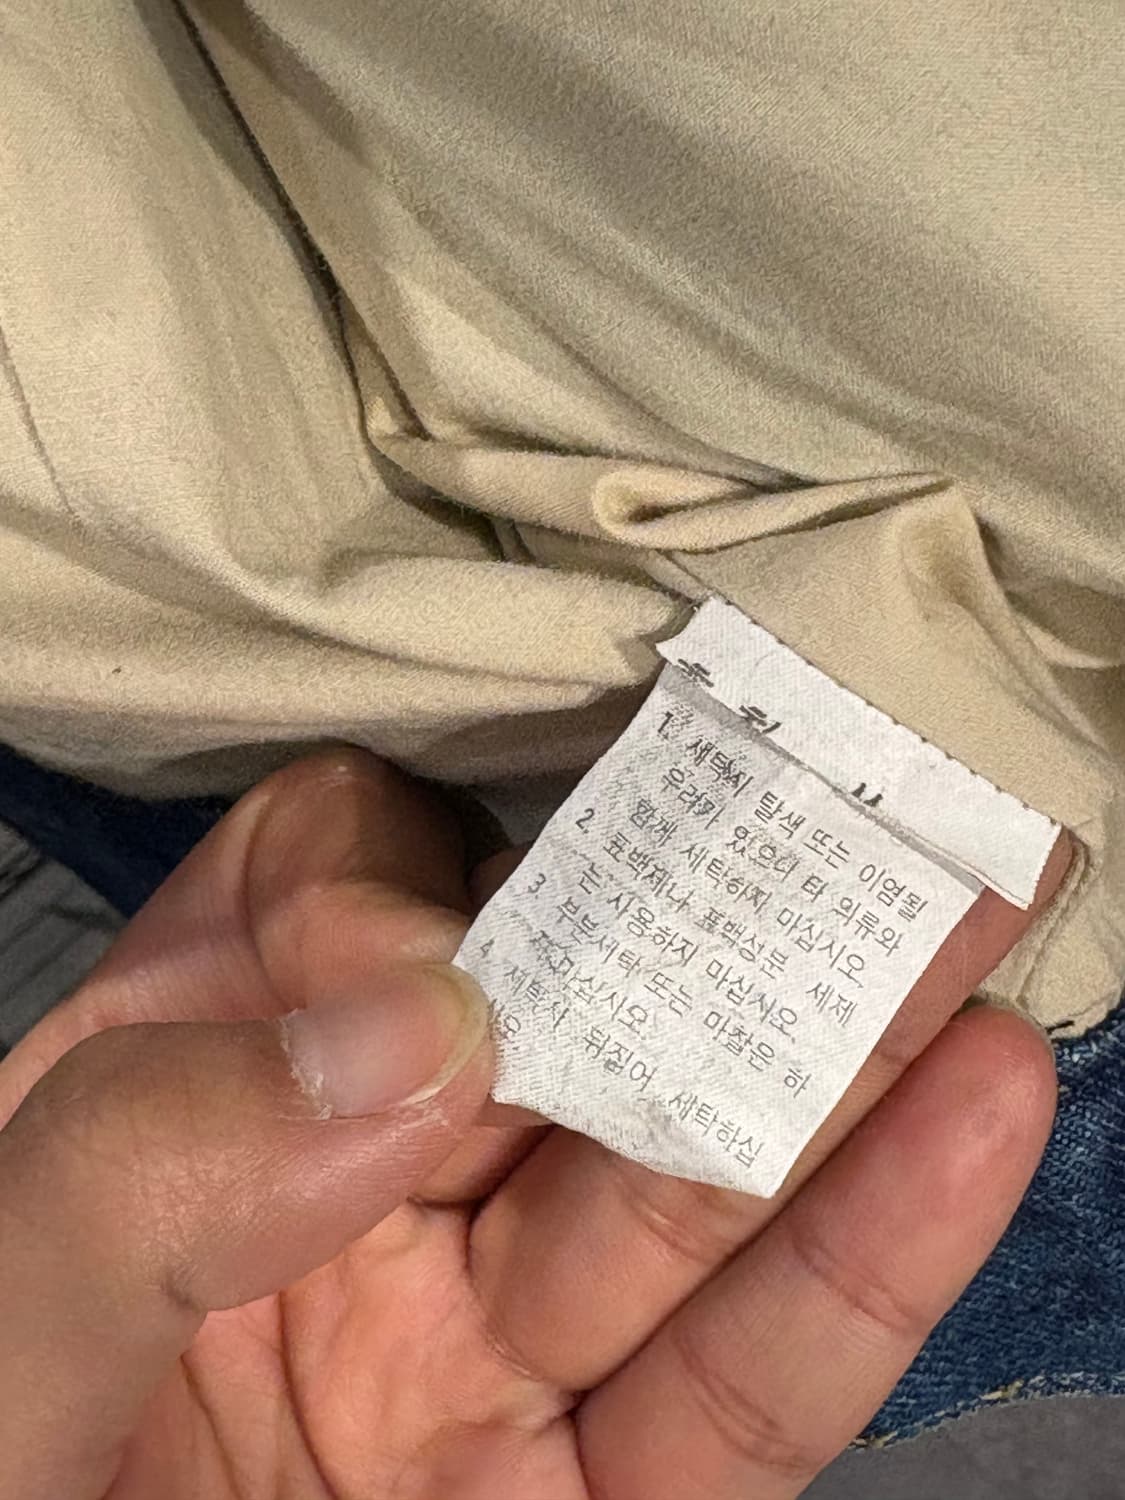 1. 세탁시 탈색 또는 이염될
우려가 있으니 타 의류와
함께 세탁하지 마십시오.
2. 표백제나 표백성분 세제
는 사용하지 마십시오.
3. 부분세탁 또는 마찰은 하
지마십시오.
4. 세탁시 뒤집어 세탁하십
시오